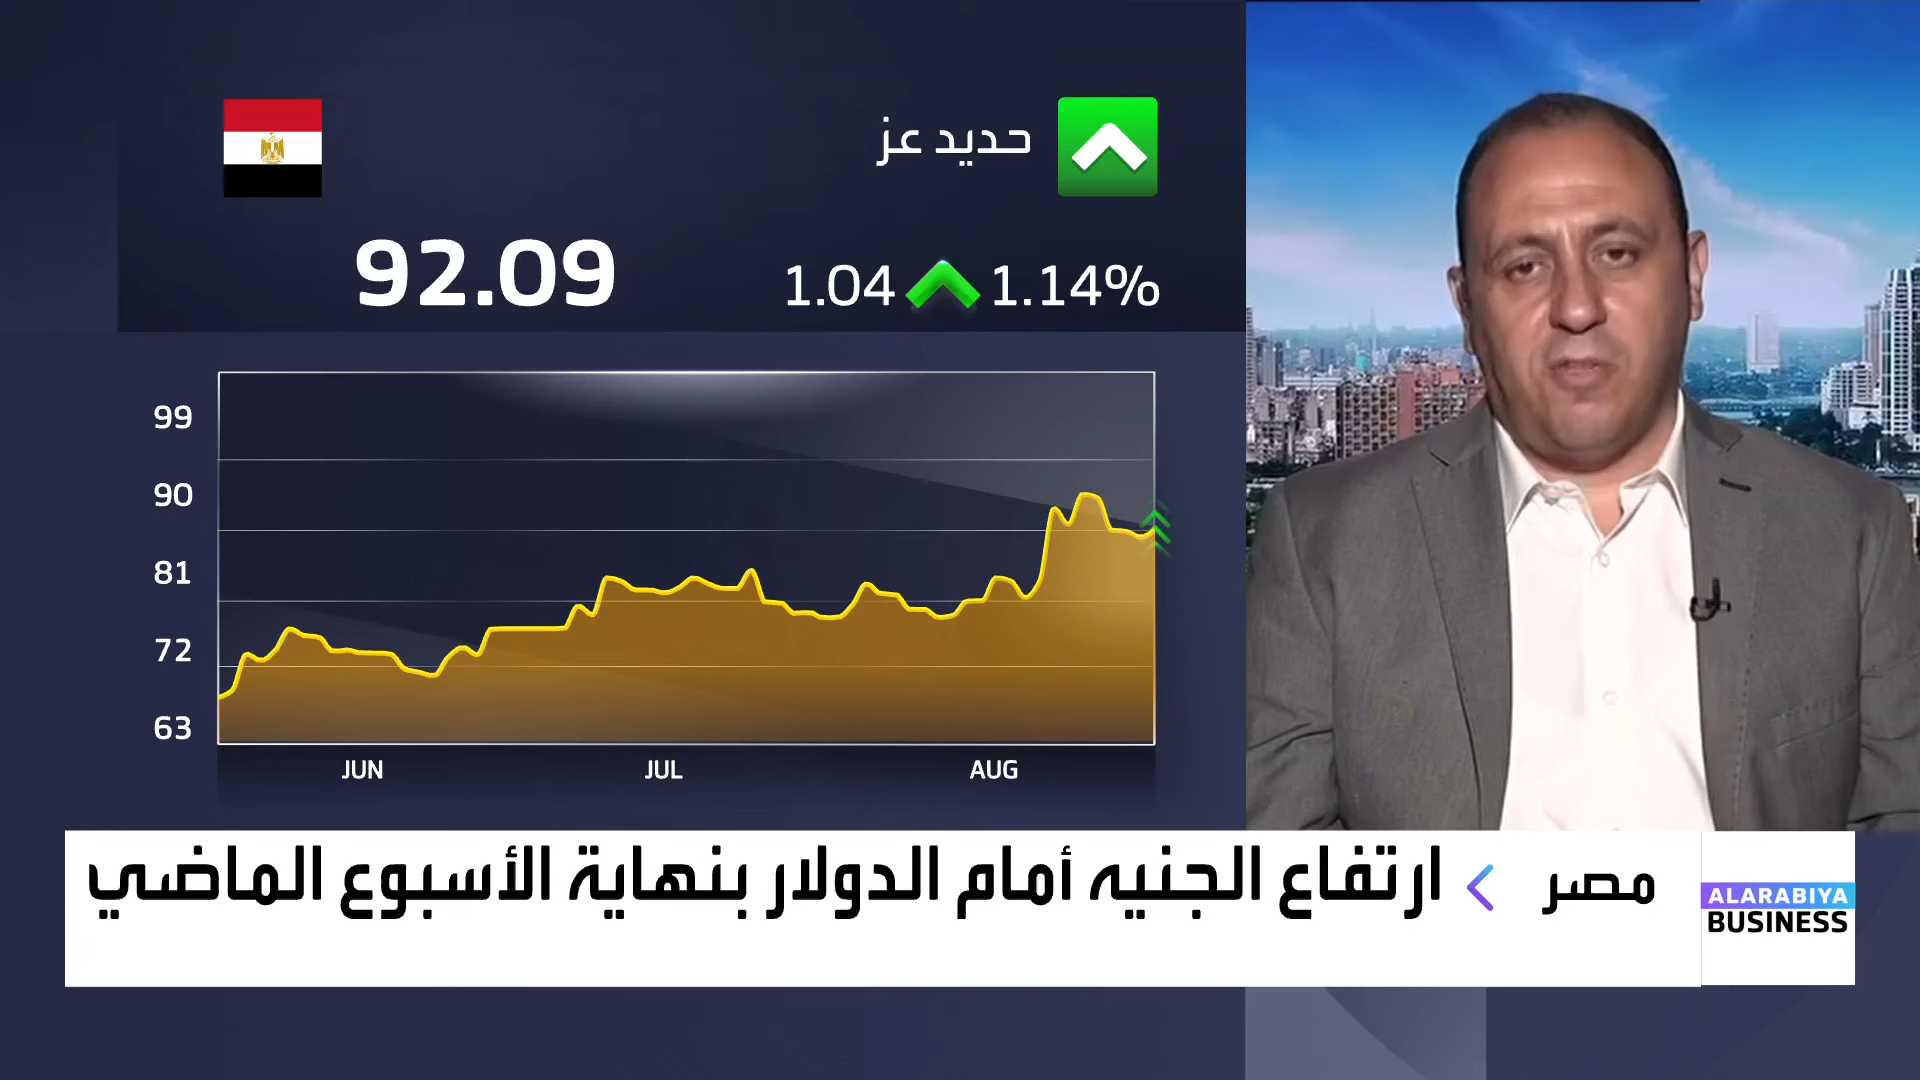 حديد عز
92.09
1.04 1.14%
99
90
81
72
63
JUN JUL AUG
مصر ارتفاع الجنيه أمام الدولار بنهاية الأسبوع الماضي
ALARABIYA
BUSINESS